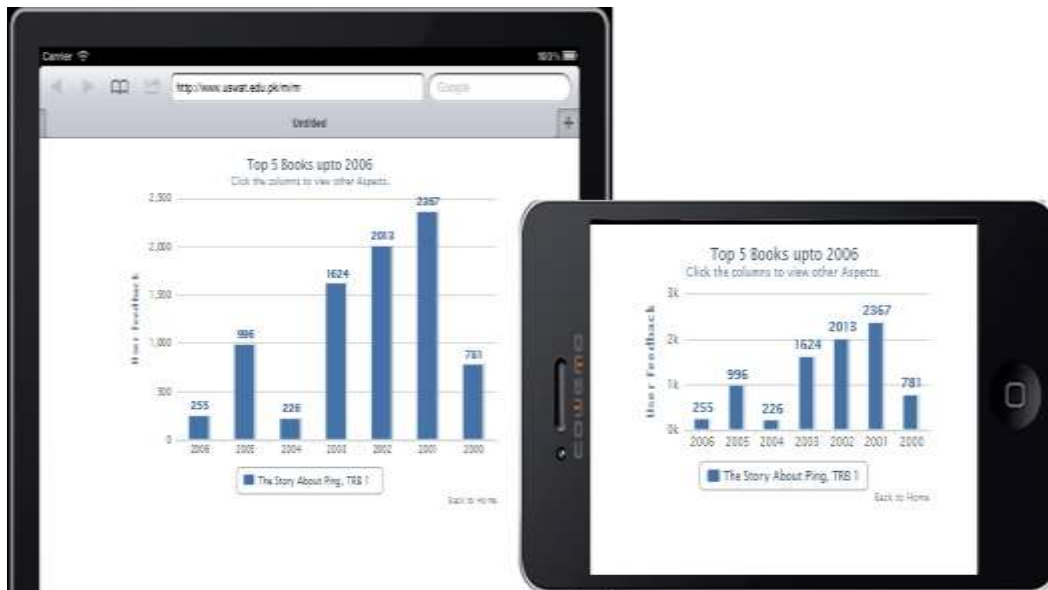 Carrier 100%
http://www.uswat.edu.pk/mim
Google
Untitled
+
Top 5 Books upto 2006
Click the columns to view other Aspects.
User Feedback
2,500
2,000
1,500
1,000
500
0
255
996
226
1624
2013
2367
781
2006 2005 2004 2003 2002 2001 2000
The Story About Ping, TRB 1
Back to Home
cowemo
Top 5 Books upto 2006
Click the columns to view other Aspects.
User Feedback
3k
2k
1k
0k
255
996
226
1624
2013
2367
781
2006 2005 2004 2003 2002 2001 2000
The Story About Ping, TRB 1
Back to Home